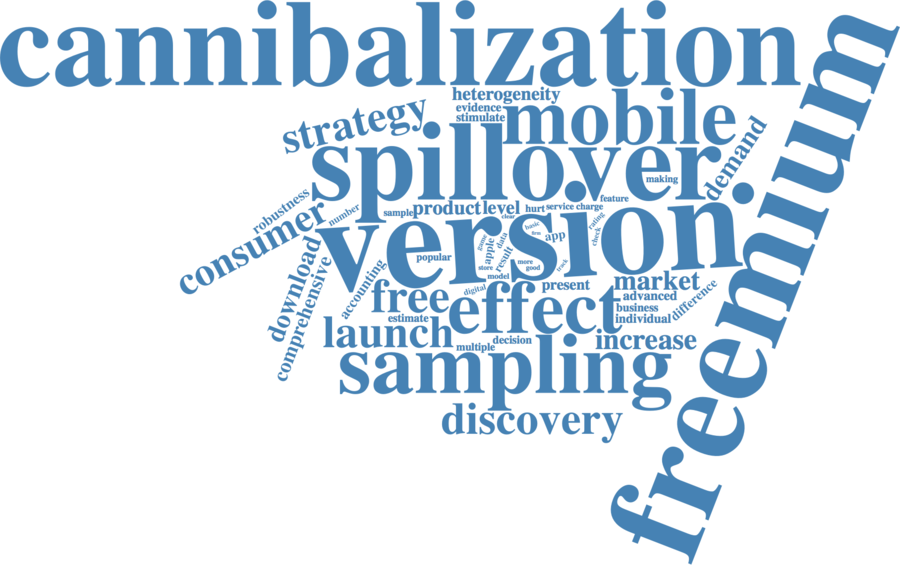 cannibalization
freemium
heterogeneity
evidence
stimulate
mobile
strategy
spillover
demand
making
feature
robustness
number
consumer
sample
product level
clear
hurt
service charge
rating
check
version
basic
first
app
data
game
apple
result
popular
more
good
track
store
model
download
comprehensive
accounting
digital
present
market
advanced
difference
business
individual
free
effect
estimate
launch
multiple
decision
increase
sampling
discovery